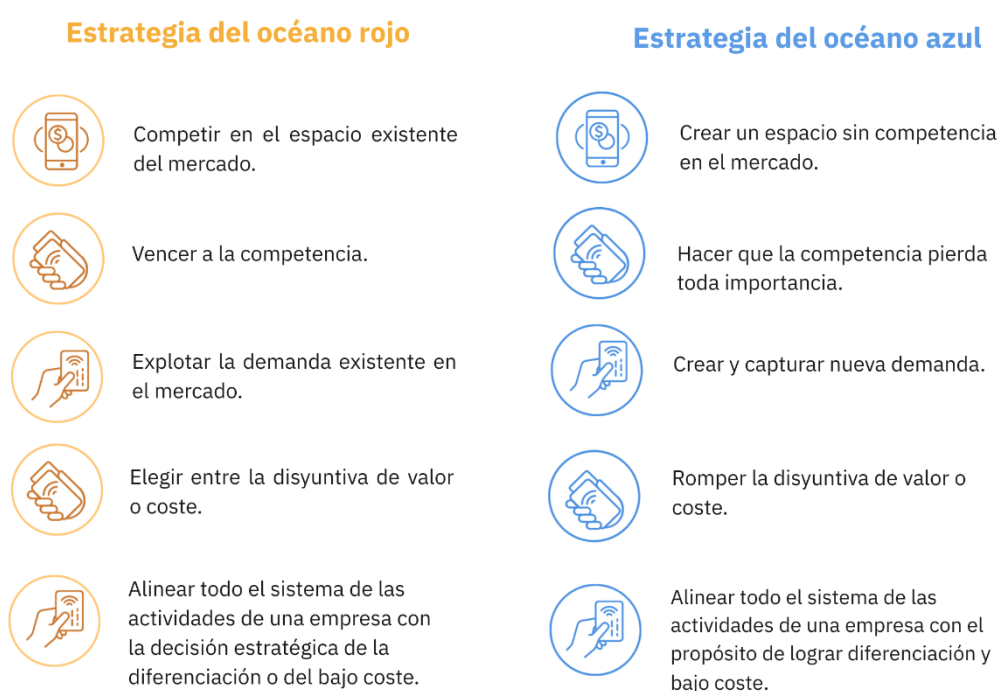 Estrategia del océano rojo
Competir en el espacio existente
del mercado.
Vencer a la competencia.
Explotar la demanda existente en
el mercado.
Elegir entre la disyuntiva de valor
o coste.
Alinear todo el sistema de las
actividades de una empresa con
la decisión estratégica de la
diferenciación o del bajo coste.
Estrategia del océano azul
Crear un espacio sin competencia
en el mercado.
Hacer que la competencia pierda
toda importancia.
Crear y capturar nueva demanda.
Romper la disyuntiva de valor o
coste.
Alinear todo el sistema de las
actividades de una empresa con el
propósito de lograr diferenciación y
bajo coste.